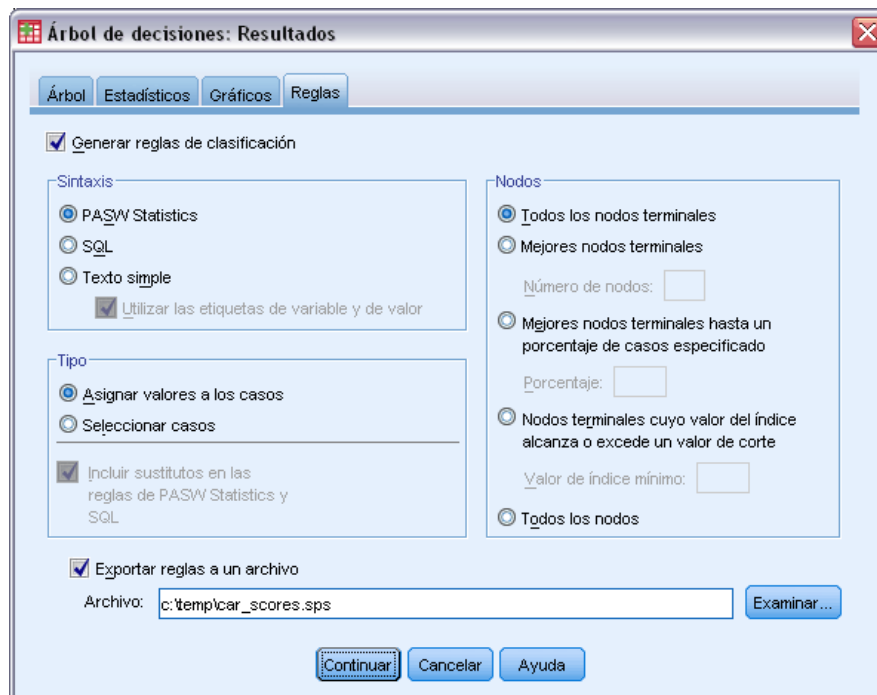 Árbol de decisiones: Resultados
Árbol
Estadísticos
Gráficos
Reglas
Generar reglas de clasificación
Sintaxis
PASW Statistics
SQL
Texto simple
Utilizar las etiquetas de variable y de valor
Tipo
Asignar valores a los casos
Seleccionar casos
Incluir sustitutos en las
reglas de PASW Statistics y
SQL
Nodos
Todos los nodos terminales
Mejores nodos terminales
Número de nodos:
Mejores nodos terminales hasta un
porcentaje de casos especificado
Porcentaje:
Nodos terminales cuyo valor del índice
alcanza o excede un valor de corte
Valor de índice mínimo:
Todos los nodos
Exportar reglas a un archivo
Archivo: c:\temp\car_scores.sps Examinar...
Continuar Cancelar Ayuda